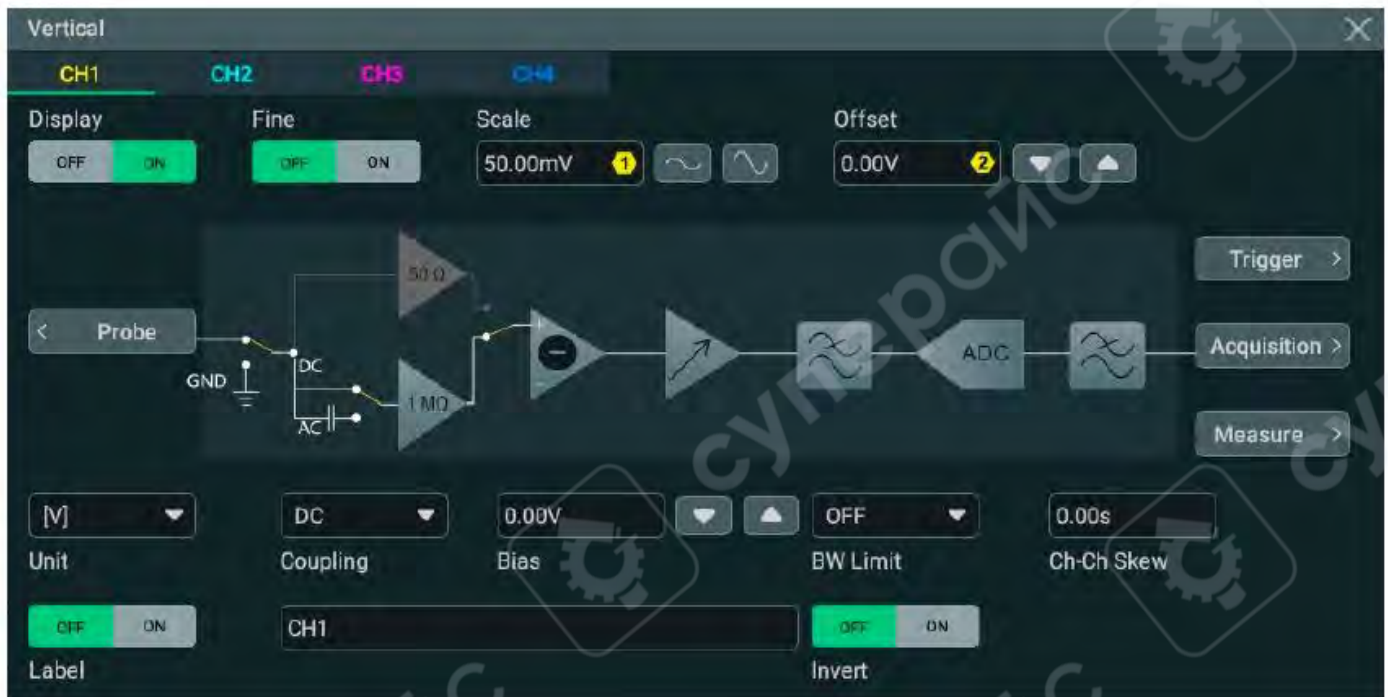 Vertical
CH1 CH2 CH3 CH4
Display Fine Scale Offset
OFF ON OFF ON 50.00mV 1 0.00V 2
50 Ω
Trigger >
< Probe
ADC
Acquisition >
DC
GND
1 MΩ
AC
Measure >
[V] DC 0.00V OFF 0.00s
Unit Coupling Bias BW Limit Ch-Ch Skew
OFF ON CH1 OFF ON
Label Invert
суперайс